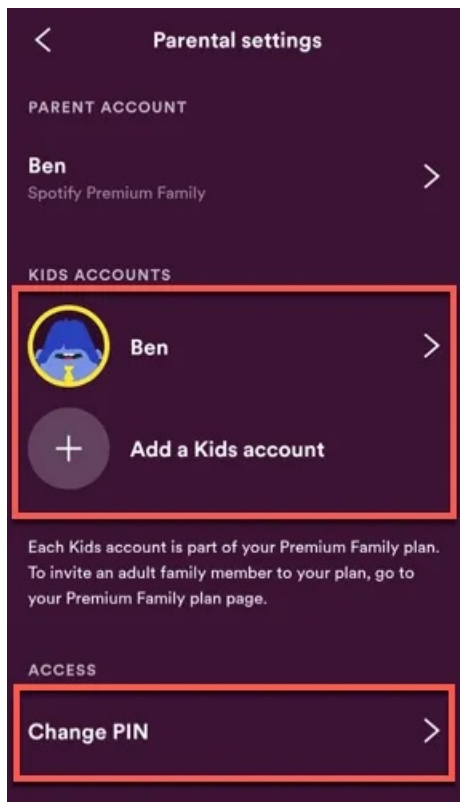 Parental settings
PARENT ACCOUNT
Ben
Spotify Premium Family
KIDS ACCOUNTS
Ben
Add a Kids account
Each Kids account is part of your Premium Family plan.
To invite an adult family member to your plan, go to
your Premium Family plan page.
ACCESS
Change PIN